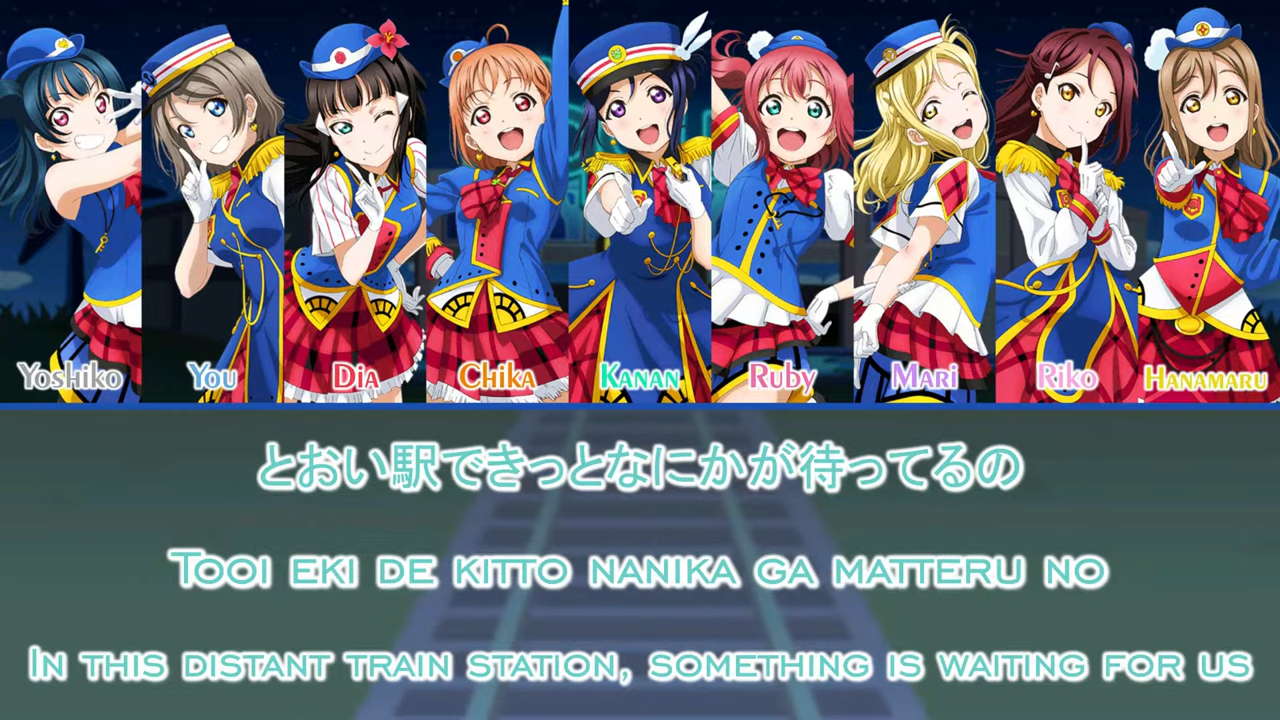 Yoshiko You Dia Chika Kanan Ruby Mari Riko Hanamaru
とおい駅できっとなにかが待ってるの
Tooi eki de kitto nanika ga matteru no
In this distant train station, something is waiting for us